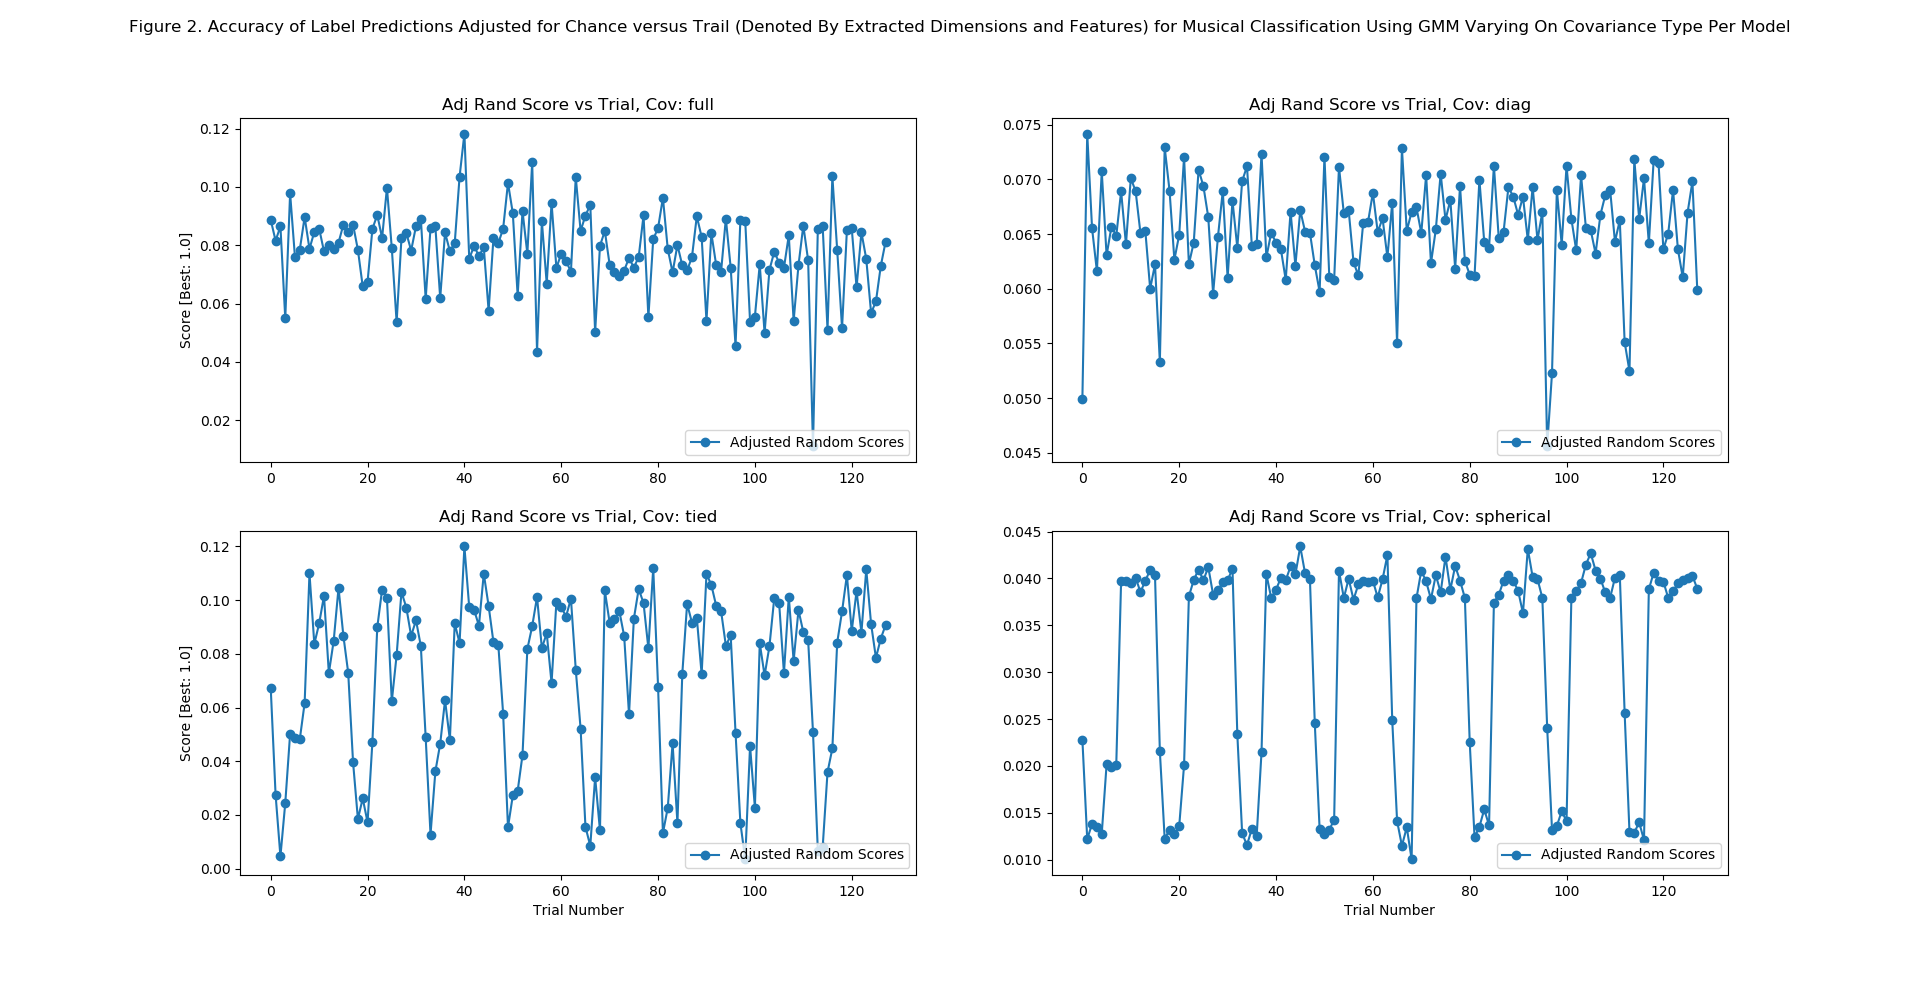 Figure 2. Accuracy of Label Predictions Adjusted for Chance versus Trail (Denoted By Extracted Dimensions and Features) for Musical Classification Using GMM Varying On Covariance Type Per Model
Adj Rand Score vs Trial, Cov: full
Score [Best: 1.0]
0.12
0.10
0.08
0.06
0.04
0.02
Adjusted Random Scores
0 20 40 60 80 100 120
Adj Rand Score vs Trial, Cov: diag
0.075
0.070
0.065
0.060
0.055
0.050
0.045
Adjusted Random Scores
0 20 40 60 80 100 120
Adj Rand Score vs Trial, Cov: tied
Score [Best: 1.0]
0.12
0.10
0.08
0.06
0.04
0.02
0.00
Adjusted Random Scores
0 20 40 60 80 100 120
Trial Number
Adj Rand Score vs Trial, Cov: spherical
0.045
0.040
0.035
0.030
0.025
0.020
0.015
0.010
Adjusted Random Scores
0 20 40 60 80 100 120
Trial Number